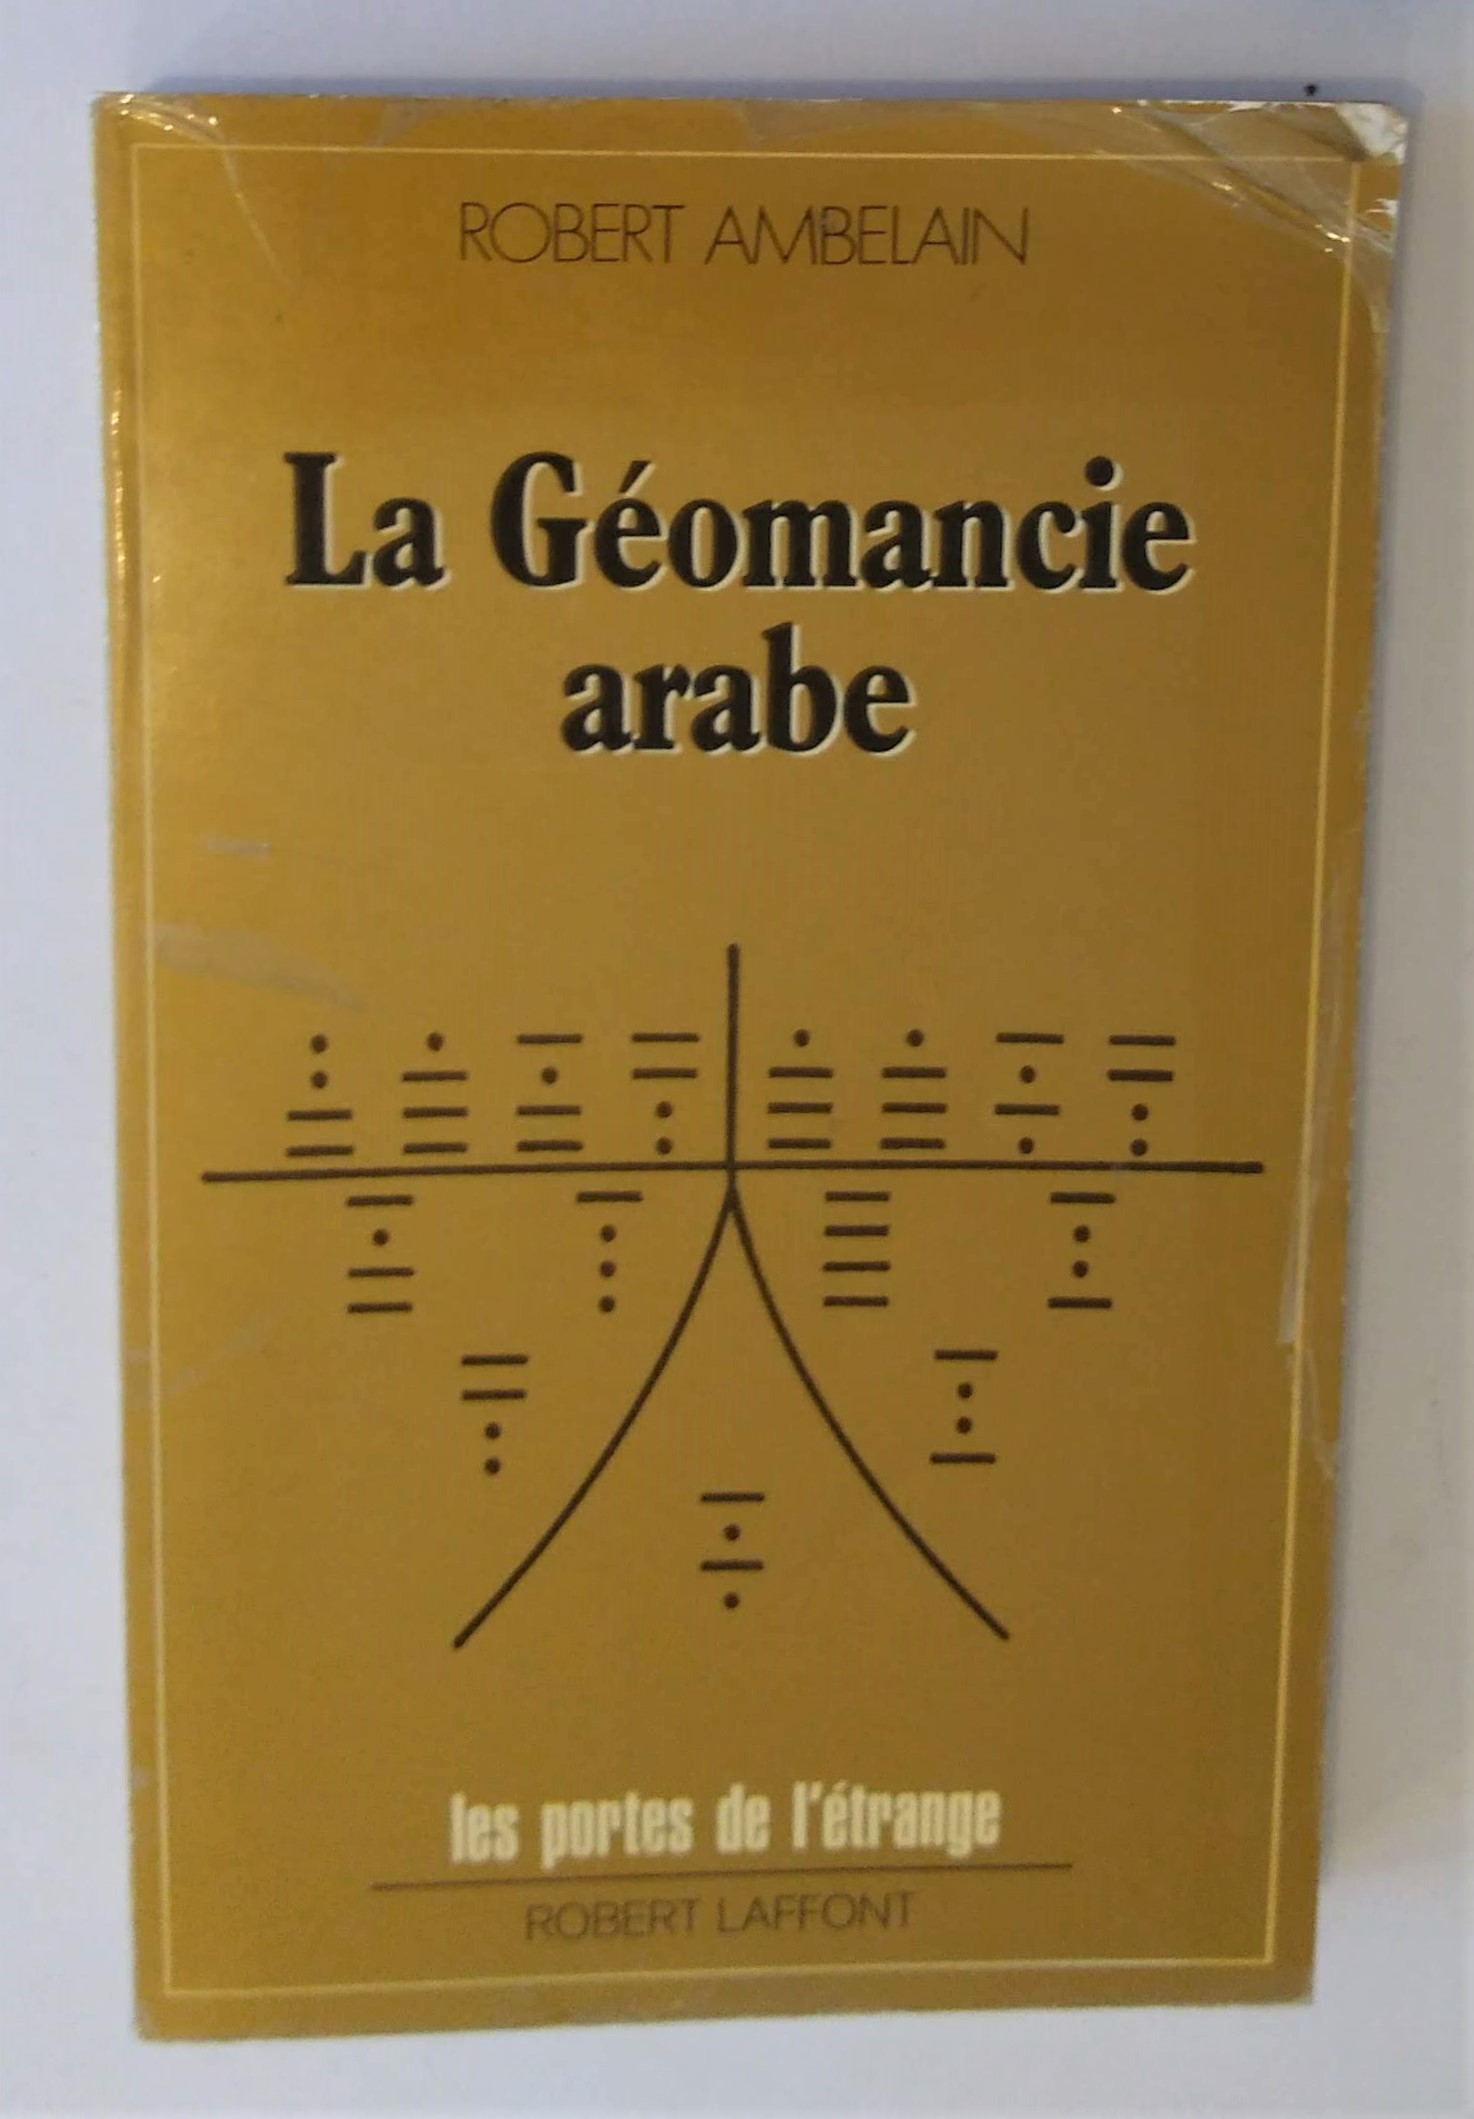 ROBERT AMBELAIN
La Géomancie
arabe
les portes de l'étrange
ROBERT LAFFONT